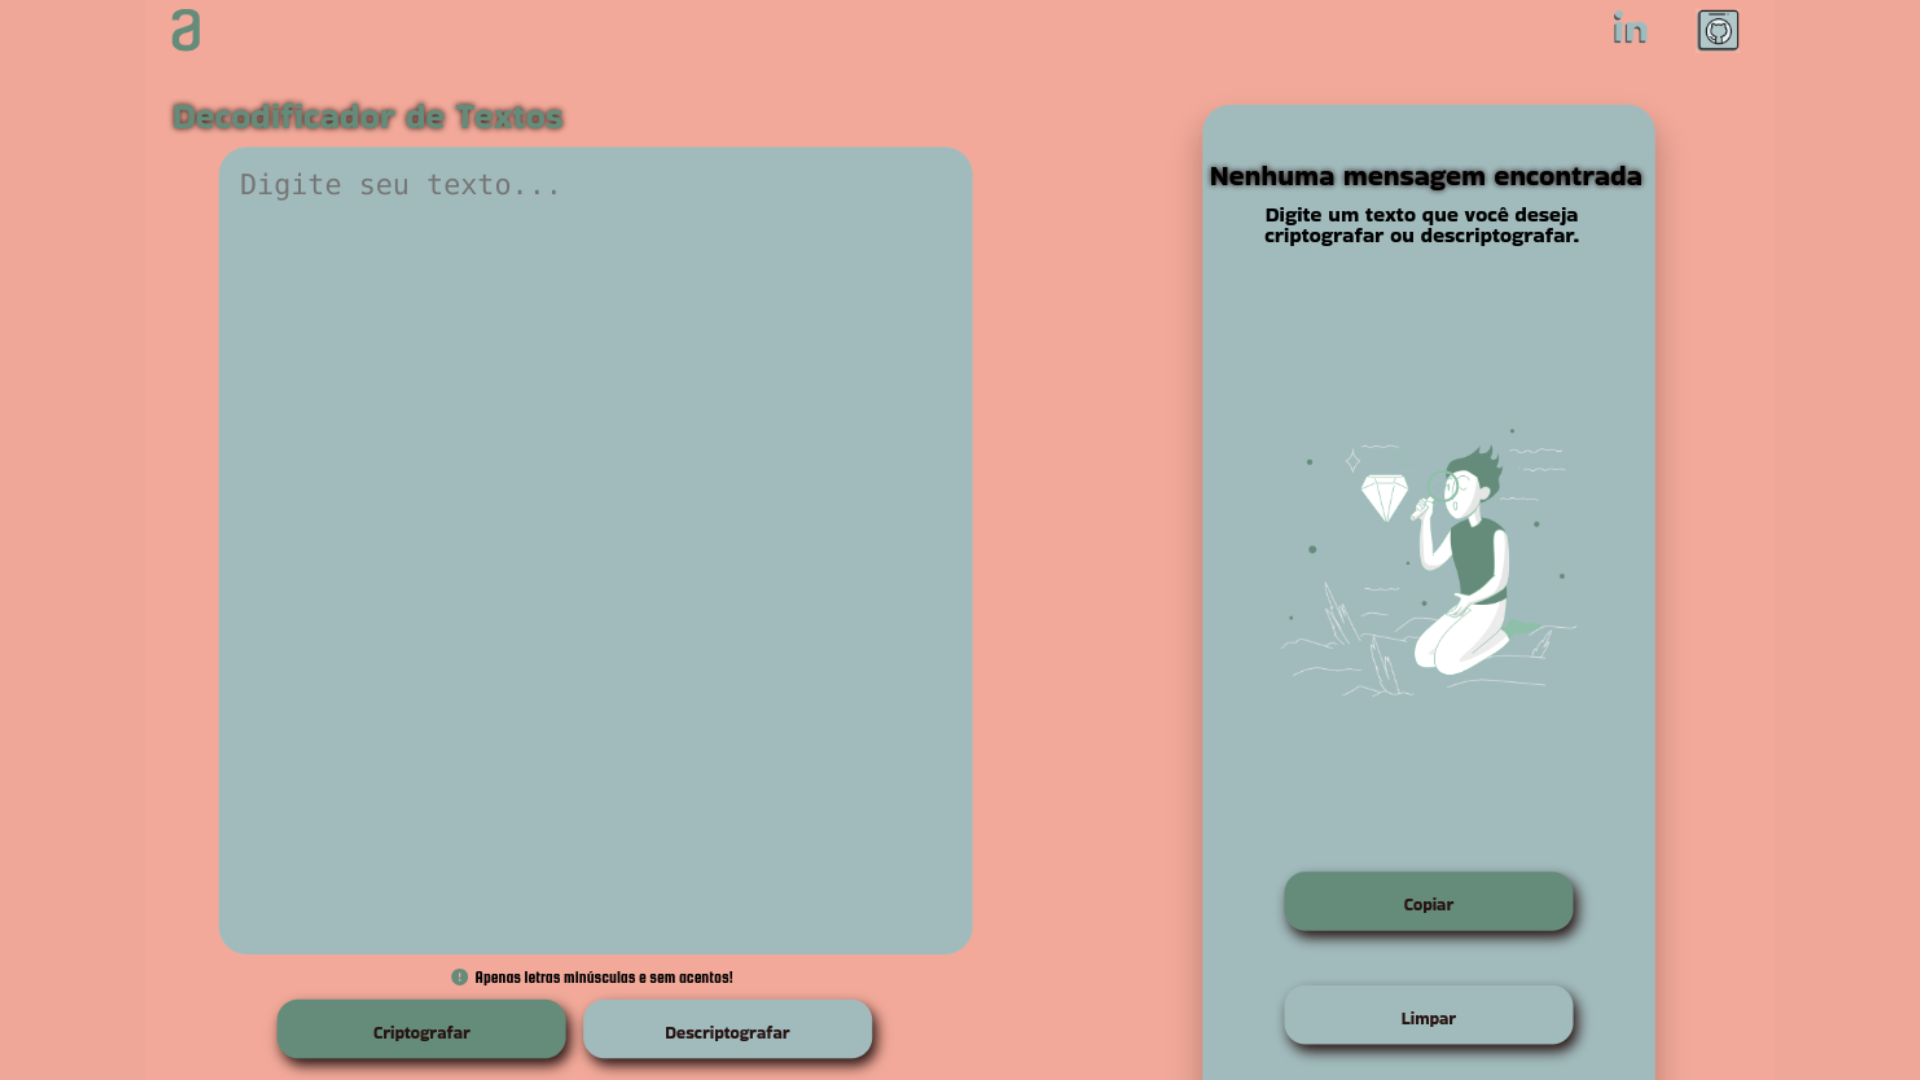 a
in
Decodificador de Textos
Digite seu texto...
Apenas letras minúsculas e sem acentos!
Criptografar
Descriptografar
Nenhuma mensagem encontrada
Digite um texto que você deseja
criptografar ou descriptografar.
Copiar
Limpar